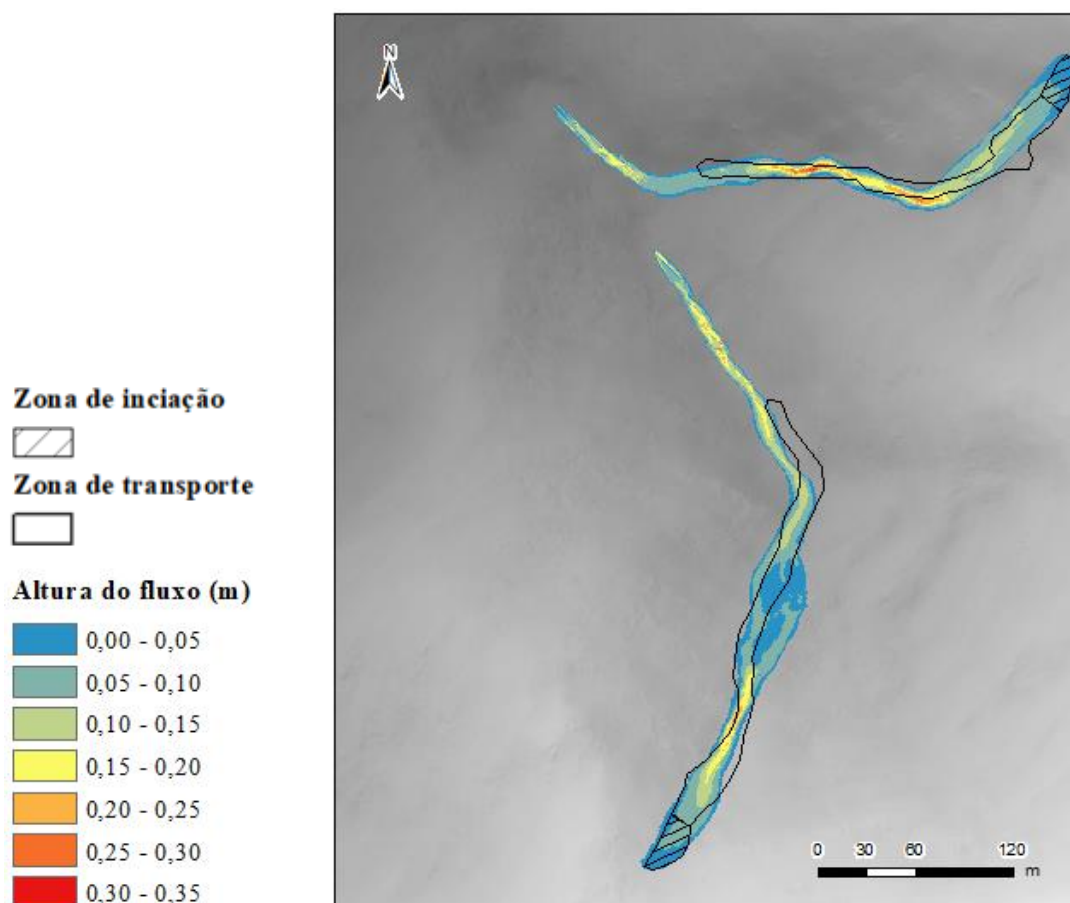 N
Zona de inciação
Zona de transporte
Altura do fluxo (m)
0,00 - 0,05
0,05 - 0,10
0,10 - 0,15
0,15 - 0,20
0,20 - 0,25
0,25 - 0,30
0,30 - 0,35
0 30 60 120
m